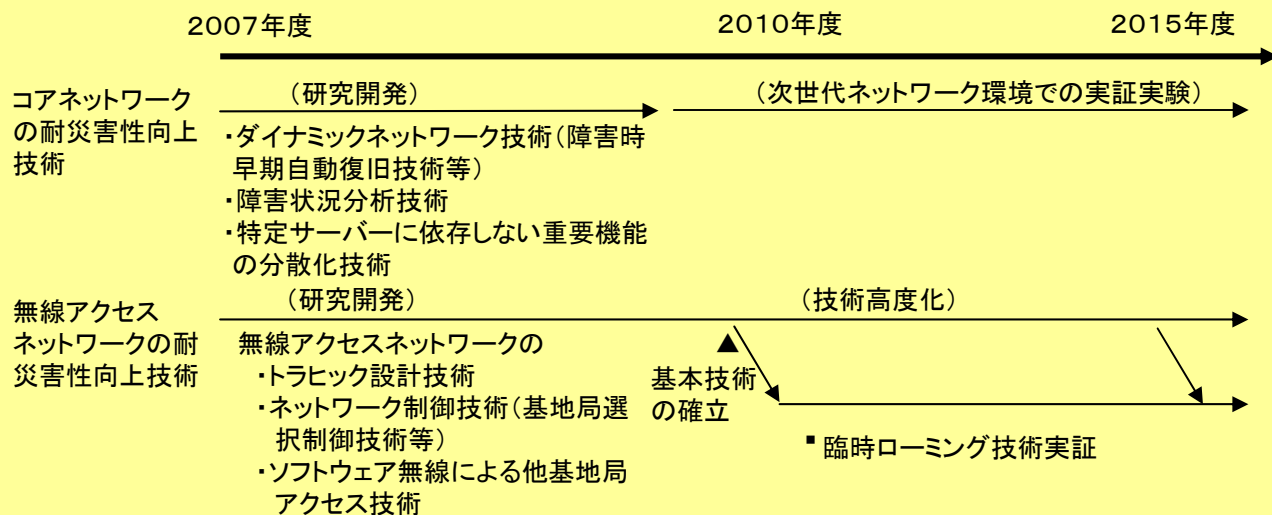 2007年度 2010年度 2015年度
コアネットワーク
の耐災害性向上
技術
(研究開発) (次世代ネットワーク環境での実証実験)
・ダイナミックネットワーク技術(障害時
早期自動復旧技術等)
・障害状況分析技術
・特定サーバーに依存しない重要機能
の分散化技術
無線アクセス
ネットワークの耐
災害性向上技術
(研究開発) (技術高度化)
無線アクセスネットワークの
・トラヒック設計技術
・ネットワーク制御技術(基地局選
択制御技術等)
・ソフトウェア無線による他基地局
アクセス技術
▲
基本技術
の確立
▪臨時ローミング技術実証